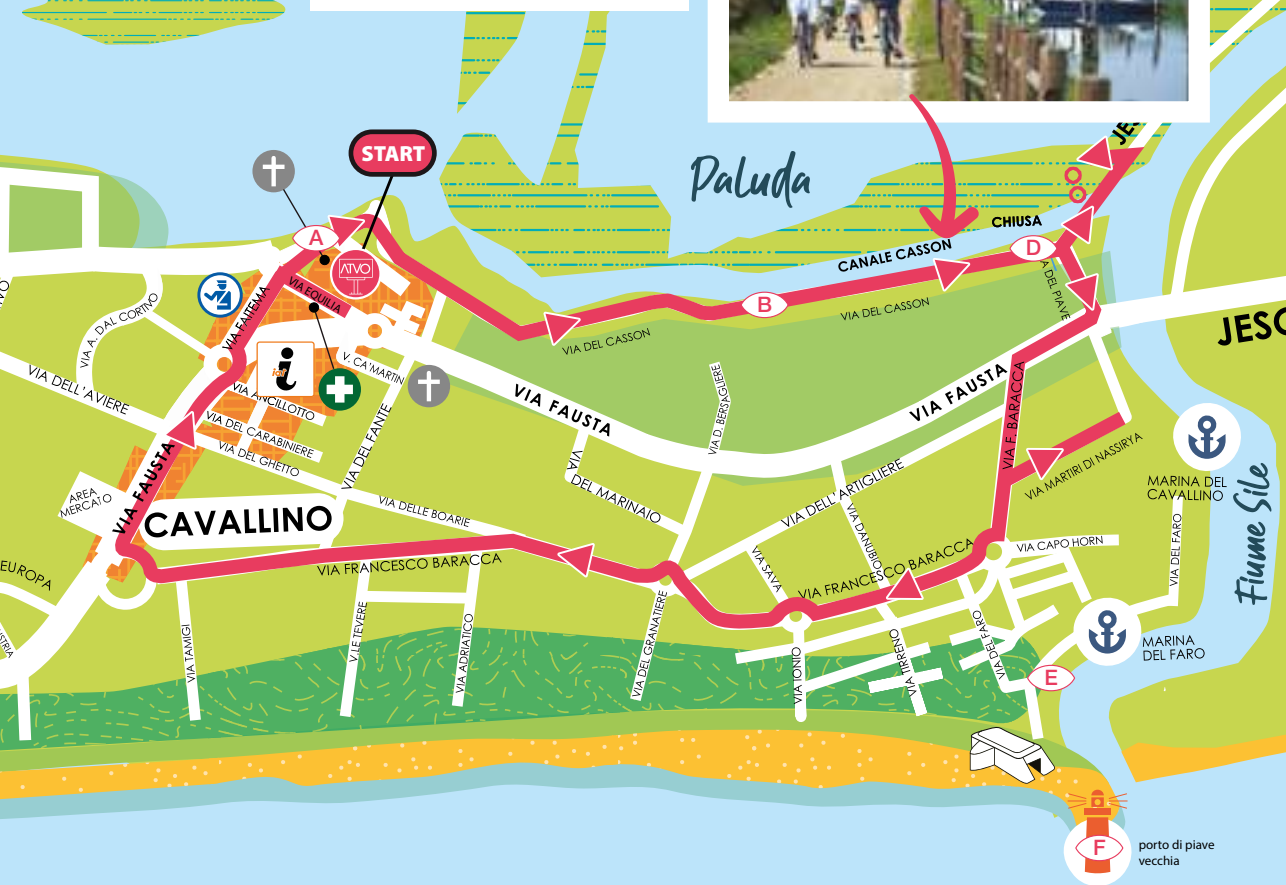 START
Paluda
JES
A
ATVO
CHIUSA
CANALE CASSON
D
VIA EQUILIA
VIA FAITEMA
B
VIA DEL CASSON
VIA DEL CASSON
A DEL PIAVE
JESO
VIA A. DAL CORTIVO
i
VIA ANCILLOTTO
V. CA'MARTIN
VIA DELL'AVIERE
VIA DEL CARABINIERE
VIA DEL GHETTO
VIA DEL FANTE
VIA FAUSTA
VIA FAUSTA
VIA D. BERSAGLIERE
VIA F. BARACCA
VIA MARTIRI DI NASSIRYA
AREA
MERCATO
VIA FAUSTA
CAVALLINO
VIA DELLE BOARIE
VIA
DEL MARINAIO
VIA DELL'ARTIGLIERE
VIA DANUBIO
MARINA DEL
CAVALLINO
Fiume Sile
VIA DEL FARO
VIA CAPO HORN
EUROPA
VIA FRANCESCO BARACCA
VIA SAVA
VIA FRANCESCO BARACCA
VIA TAMIGI
V.LE TEVERE
VIA ADRIATICO
VIA DEL GRANATIERE
VIA IONIO
VIA TIRRENO
VIA DEL FARO
MARINA
DEL FARO
E
F
porto di piave
vecchia